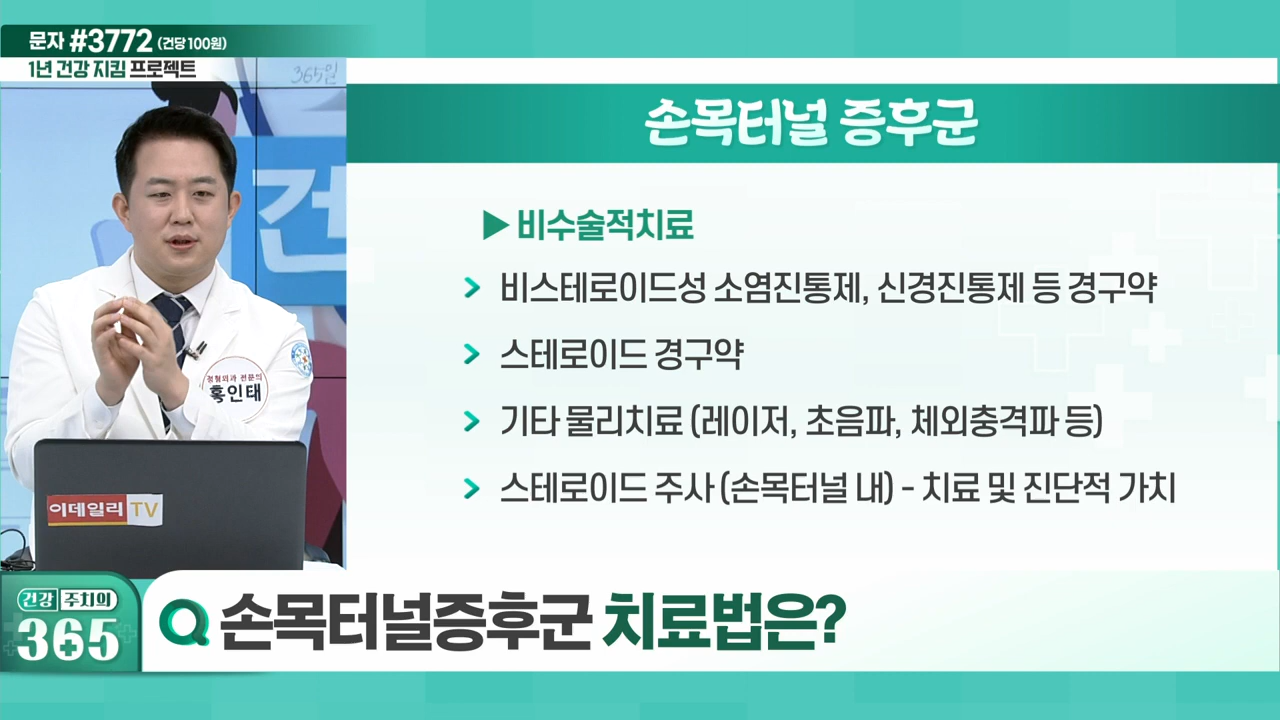 문자 #3772 (건당 100원)
1년 건강 지킴 프로젝트
365일
건
손목터널 증후군
▶ 비수술적치료
> 비스테로이드성 소염진통제, 신경진통제 등 경구약
> 스테로이드 경구약
> 기타 물리치료 (레이저, 초음파, 체외충격파 등)
> 스테로이드 주사 (손목터널 내) - 치료 및 진단적 가치
정형외과 전문의
홍인태
이데일리 TV
건강 주치의
365
Q 손목터널증후군 치료법은?